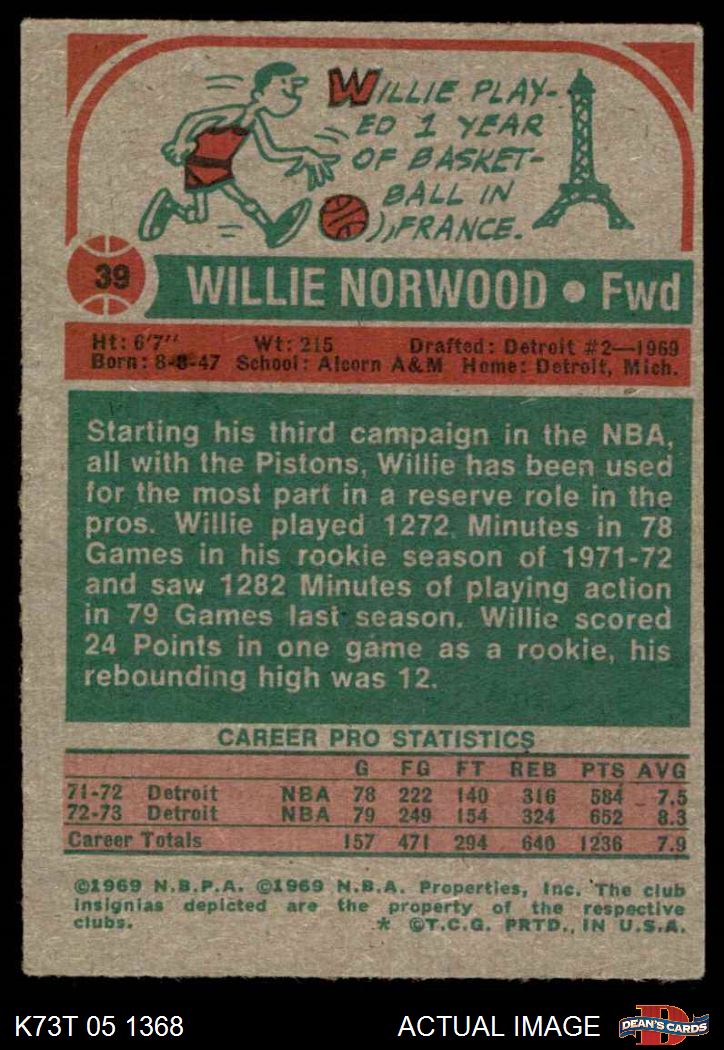 WILLIE PLAY-
ED 1 YEAR
OF BASKET-
BALL IN
FRANCE.
39
WILLIE NORWOOD • Fwd
Ht: 6'7" Wt: 215 Drafted: Detroit #2—1969
Born: 8-8-47 School: Alcorn A&M Home: Detroit, Mich.
Starting his third campaign in the NBA,
all with the Pistons, Willie has been used
for the most part in a reserve role in the
pros. Willie played 1272 Minutes in 78
Games in his rookie season of 1971-72
and saw 1282 Minutes of playing action
in 79 Games last season. Willie scored
24 Points in one game as a rookie, his
rebounding high was 12.
CAREER PRO STATISTICS
G FG FT REB PTS AVG
71-72 Detroit NBA 78 222 140 316 584 7.5
72-73 Detroit NBA 79 249 154 324 652 8.3
Career Totals 157 471 294 640 1236 7.9
©1969 N.B.P.A. ©1969 N.B.A. Properties, Inc. The club
insignias depicted are the property of the respective
clubs. * ©T.C.G. PRTD., IN U.S.A.
K73T 05 1368 ACTUAL IMAGE D DEAN'S CARDS